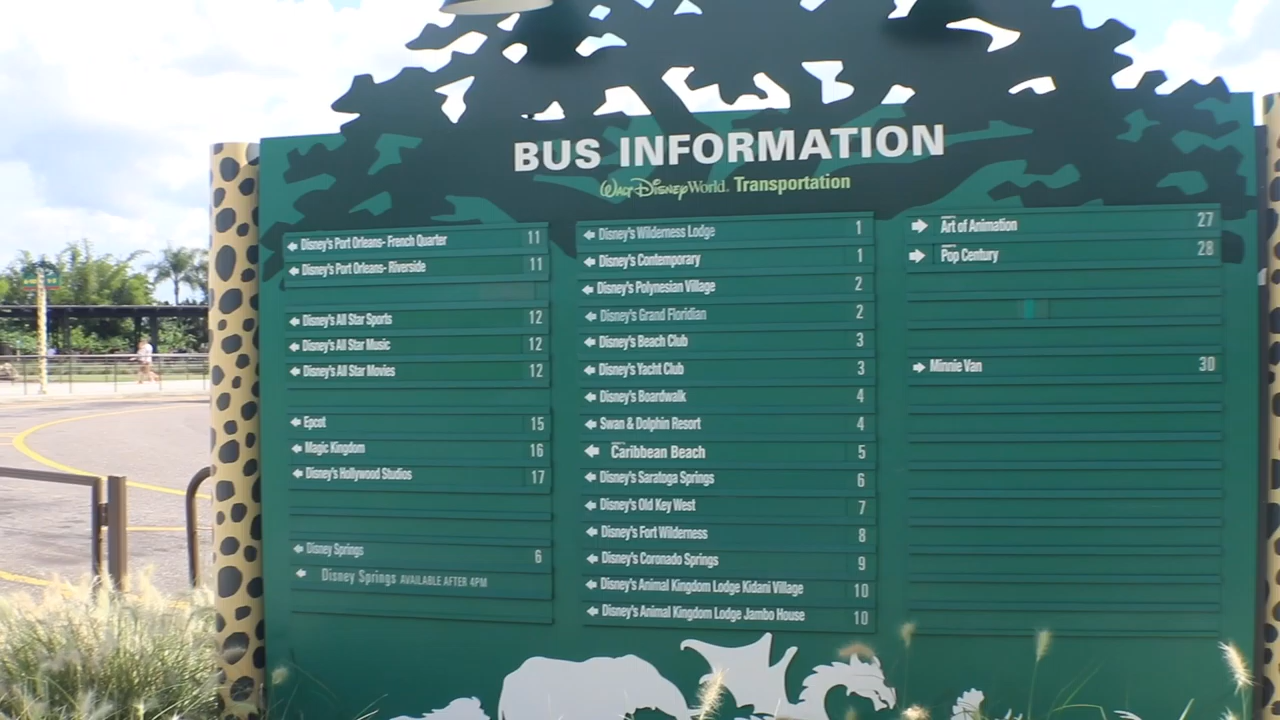 BUS INFORMATION
Walt Disney World. Transportation
Disney's Port Orleans- French Quarter 11
Disney's Port Orleans- Riverside 11
Disney's All Star Sports 12
Disney's All Star Music 12
Disney's All Star Movies 12
Epcot 15
Magic Kingdom 16
Disney's Hollywood Studios 17
Disney Springs 6
Disney Springs AVAILABLE AFTER 4PM
Disney's Wilderness Lodge 1
Disney's Contemporary 1
Disney's Polynesian Village 2
Disney's Grand Floridian 2
Disney's Beach Club 3
Disney's Yacht Club 3
Disney's Boardwalk 4
Swan & Dolphin Resort 4
Caribbean Beach 5
Disney's Saratoga Springs 6
Disney's Old Key West 7
Disney's Fort Wilderness 8
Disney's Coronado Springs 9
Disney's Animal Kingdom Lodge Kidani Village 10
Disney's Animal Kingdom Lodge Jambo House 10
Art of Animation 27
Pop Century 28
Minnie Van 30